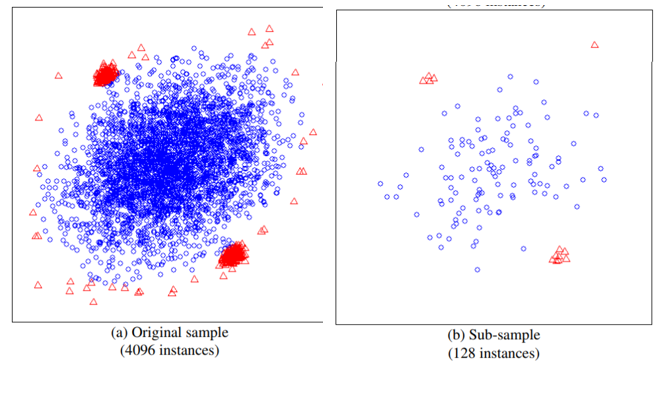 (a) Original sample
(4096 instances)
(b) Sub-sample
(128 instances)